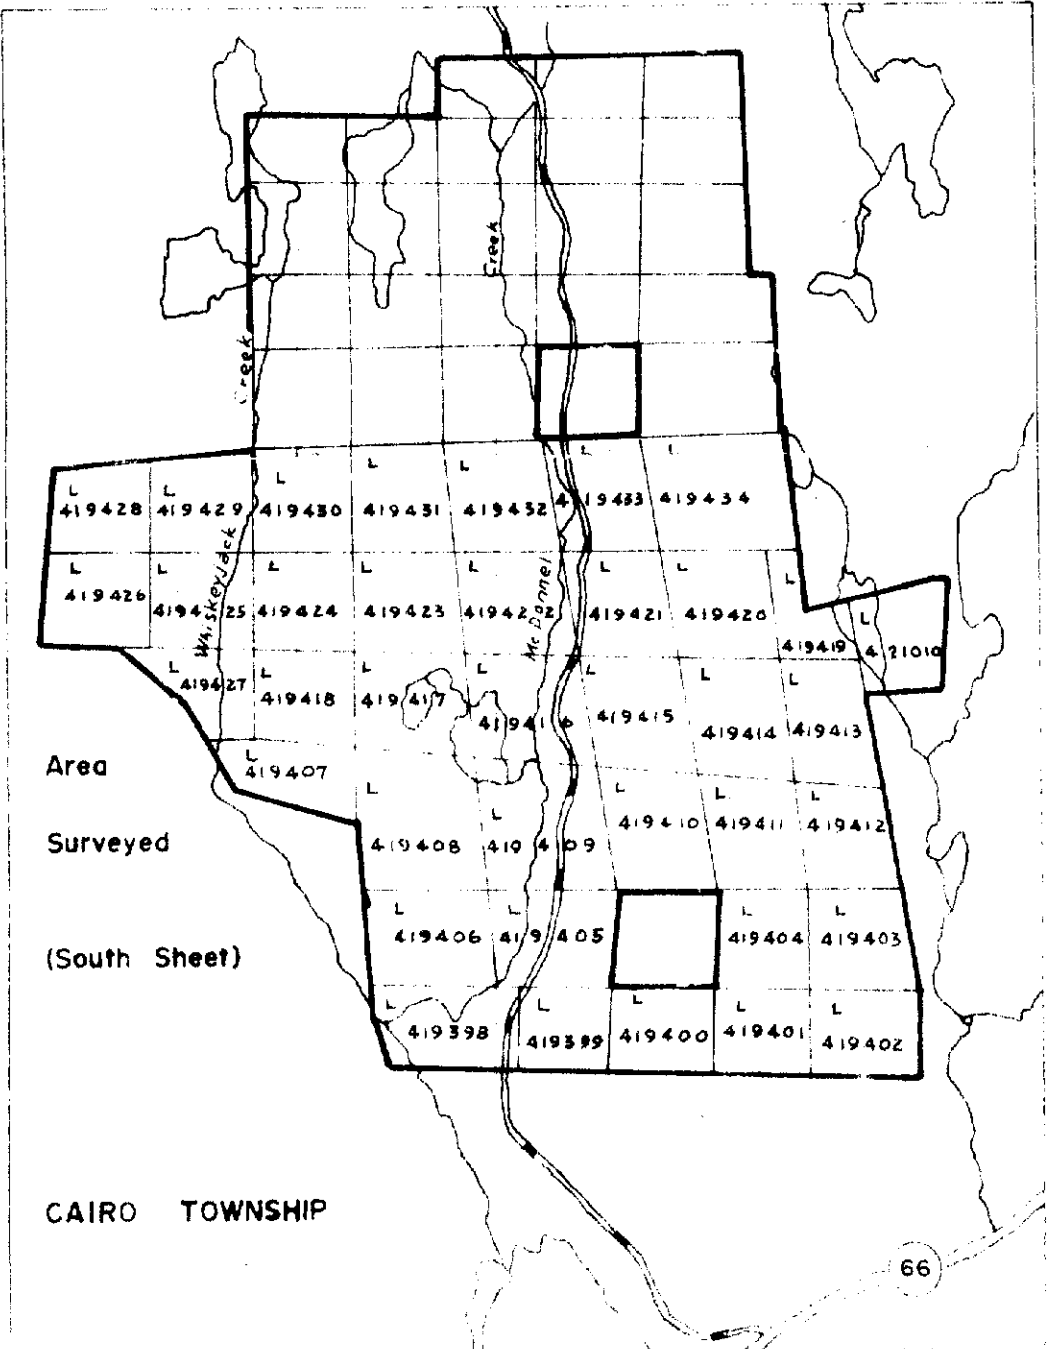 Creek
Creek
L L L L L L L
419428 419429 419430 419431 419432 419433 419434
L L L L L L L L L
419426 419425 419424 419423 419422 419421 419420 419419 421010
Whiskeyjack
McDonnel
L L L L L L L
419427 419418 419417 419416 419415 419414 419413
Area
L
419407
L L L L L
419408 419409 419410 419411 419412
Surveyed
L L L L
419406 419405 419404 419403
(South Sheet)
L L L L L
419398 419399 419400 419401 419402
CAIRO TOWNSHIP
66